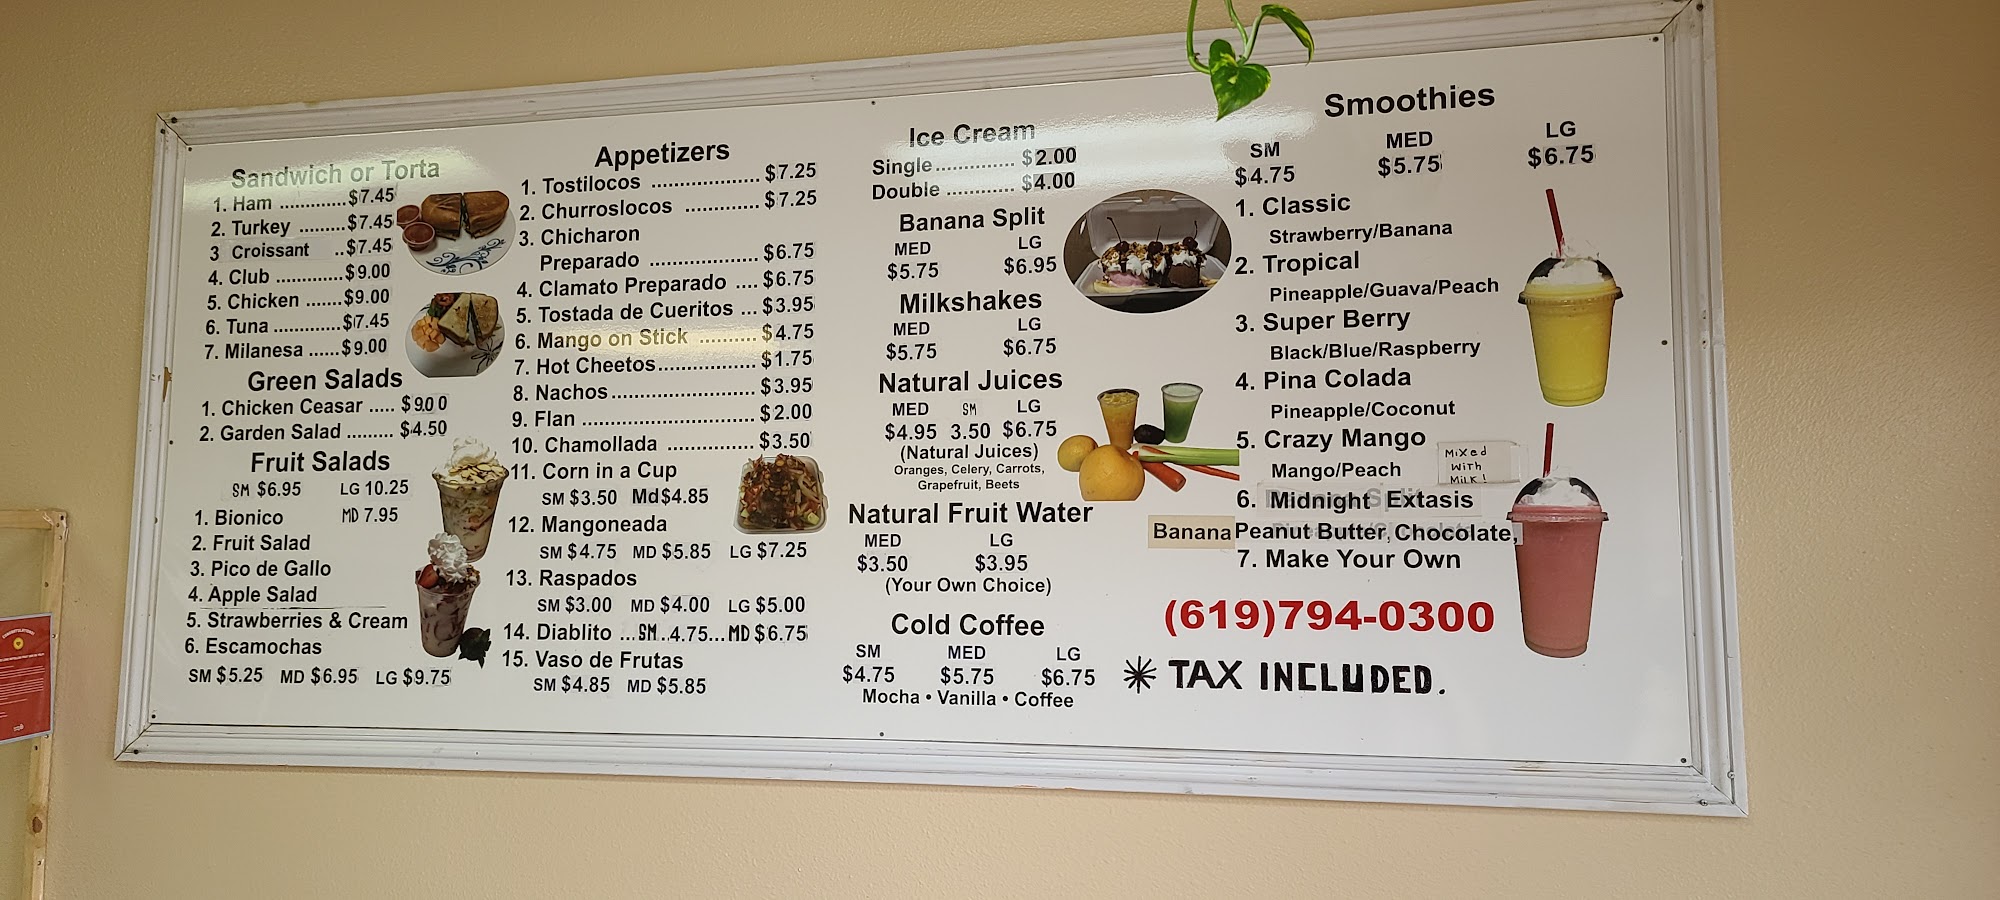 Sandwich or Torta
1. Ham .............$7.45
2. Turkey .........$7.45
3 Croissant ..$7.45
4. Club ..............$9.00
5. Chicken .......$9.00
6. Tuna .............$7.45
7. Milanesa ......$9.00
Green Salads
1. Chicken Ceasar ..... $9.00
2. Garden Salad ......... $4.50
Fruit Salads
SM $6.95 LG 10.25
1. Bionico MD 7.95
2. Fruit Salad
3. Pico de Gallo
4. Apple Salad
5. Strawberries & Cream
6. Escamochas
SM $5.25 MD $6.95 LG $9.75
Appetizers
1. Tostilocos ................... $7.25
2. Churroslocos ............. $7.25
3. Chicharon
Preparado ................... $6.75
4. Clamato Preparado .... $6.75
5. Tostada de Cueritos ... $3.95
6. Mango on Stick .......... $4.75
7. Hot Cheetos................. $1.75
8. Nachos......................... $3.95
9. Flan .............................. $2.00
10. Chamollada ................$3.50
11. Corn in a Cup
SM $3.50 Md $4.85
12. Mangoneada
SM $4.75 MD $5.85 LG $7.25
13. Raspados
SM $3.00 MD $4.00 LG $5.00
14. Diablito ...SM..4.75...MD $6.75
15. Vaso de Frutas
SM $4.85 MD $5.85
Ice Cream
Single.............. $2.00
Double ............ $4.00
Banana Split
MED LG
$5.75 $6.95
Milkshakes
MED LG
$5.75 $6.75
Natural Juices
MED SM LG
$4.95 3.50 $6.75
(Natural Juices)
Oranges, Celery, Carrots,
Grapefruit, Beets
Natural Fruit Water
MED LG
$3.50 $3.95
(Your Own Choice)
Cold Coffee
SM MED LG
$4.75 $5.75 $6.75
Mocha • Vanilla • Coffee
Smoothies
SM MED LG
$4.75 $5.75 $6.75
1. Classic
Strawberry/Banana
2. Tropical
Pineapple/Guava/Peach
3. Super Berry
Black/Blue/Raspberry
4. Pina Colada
Pineapple/Coconut
5. Crazy Mango
Mango/Peach
Mixed
With
Milk!
6. Midnight Extasis
Banana Peanut Butter, Chocolate,
7. Make Your Own
(619)794-0300
* TAX INCLUDED.